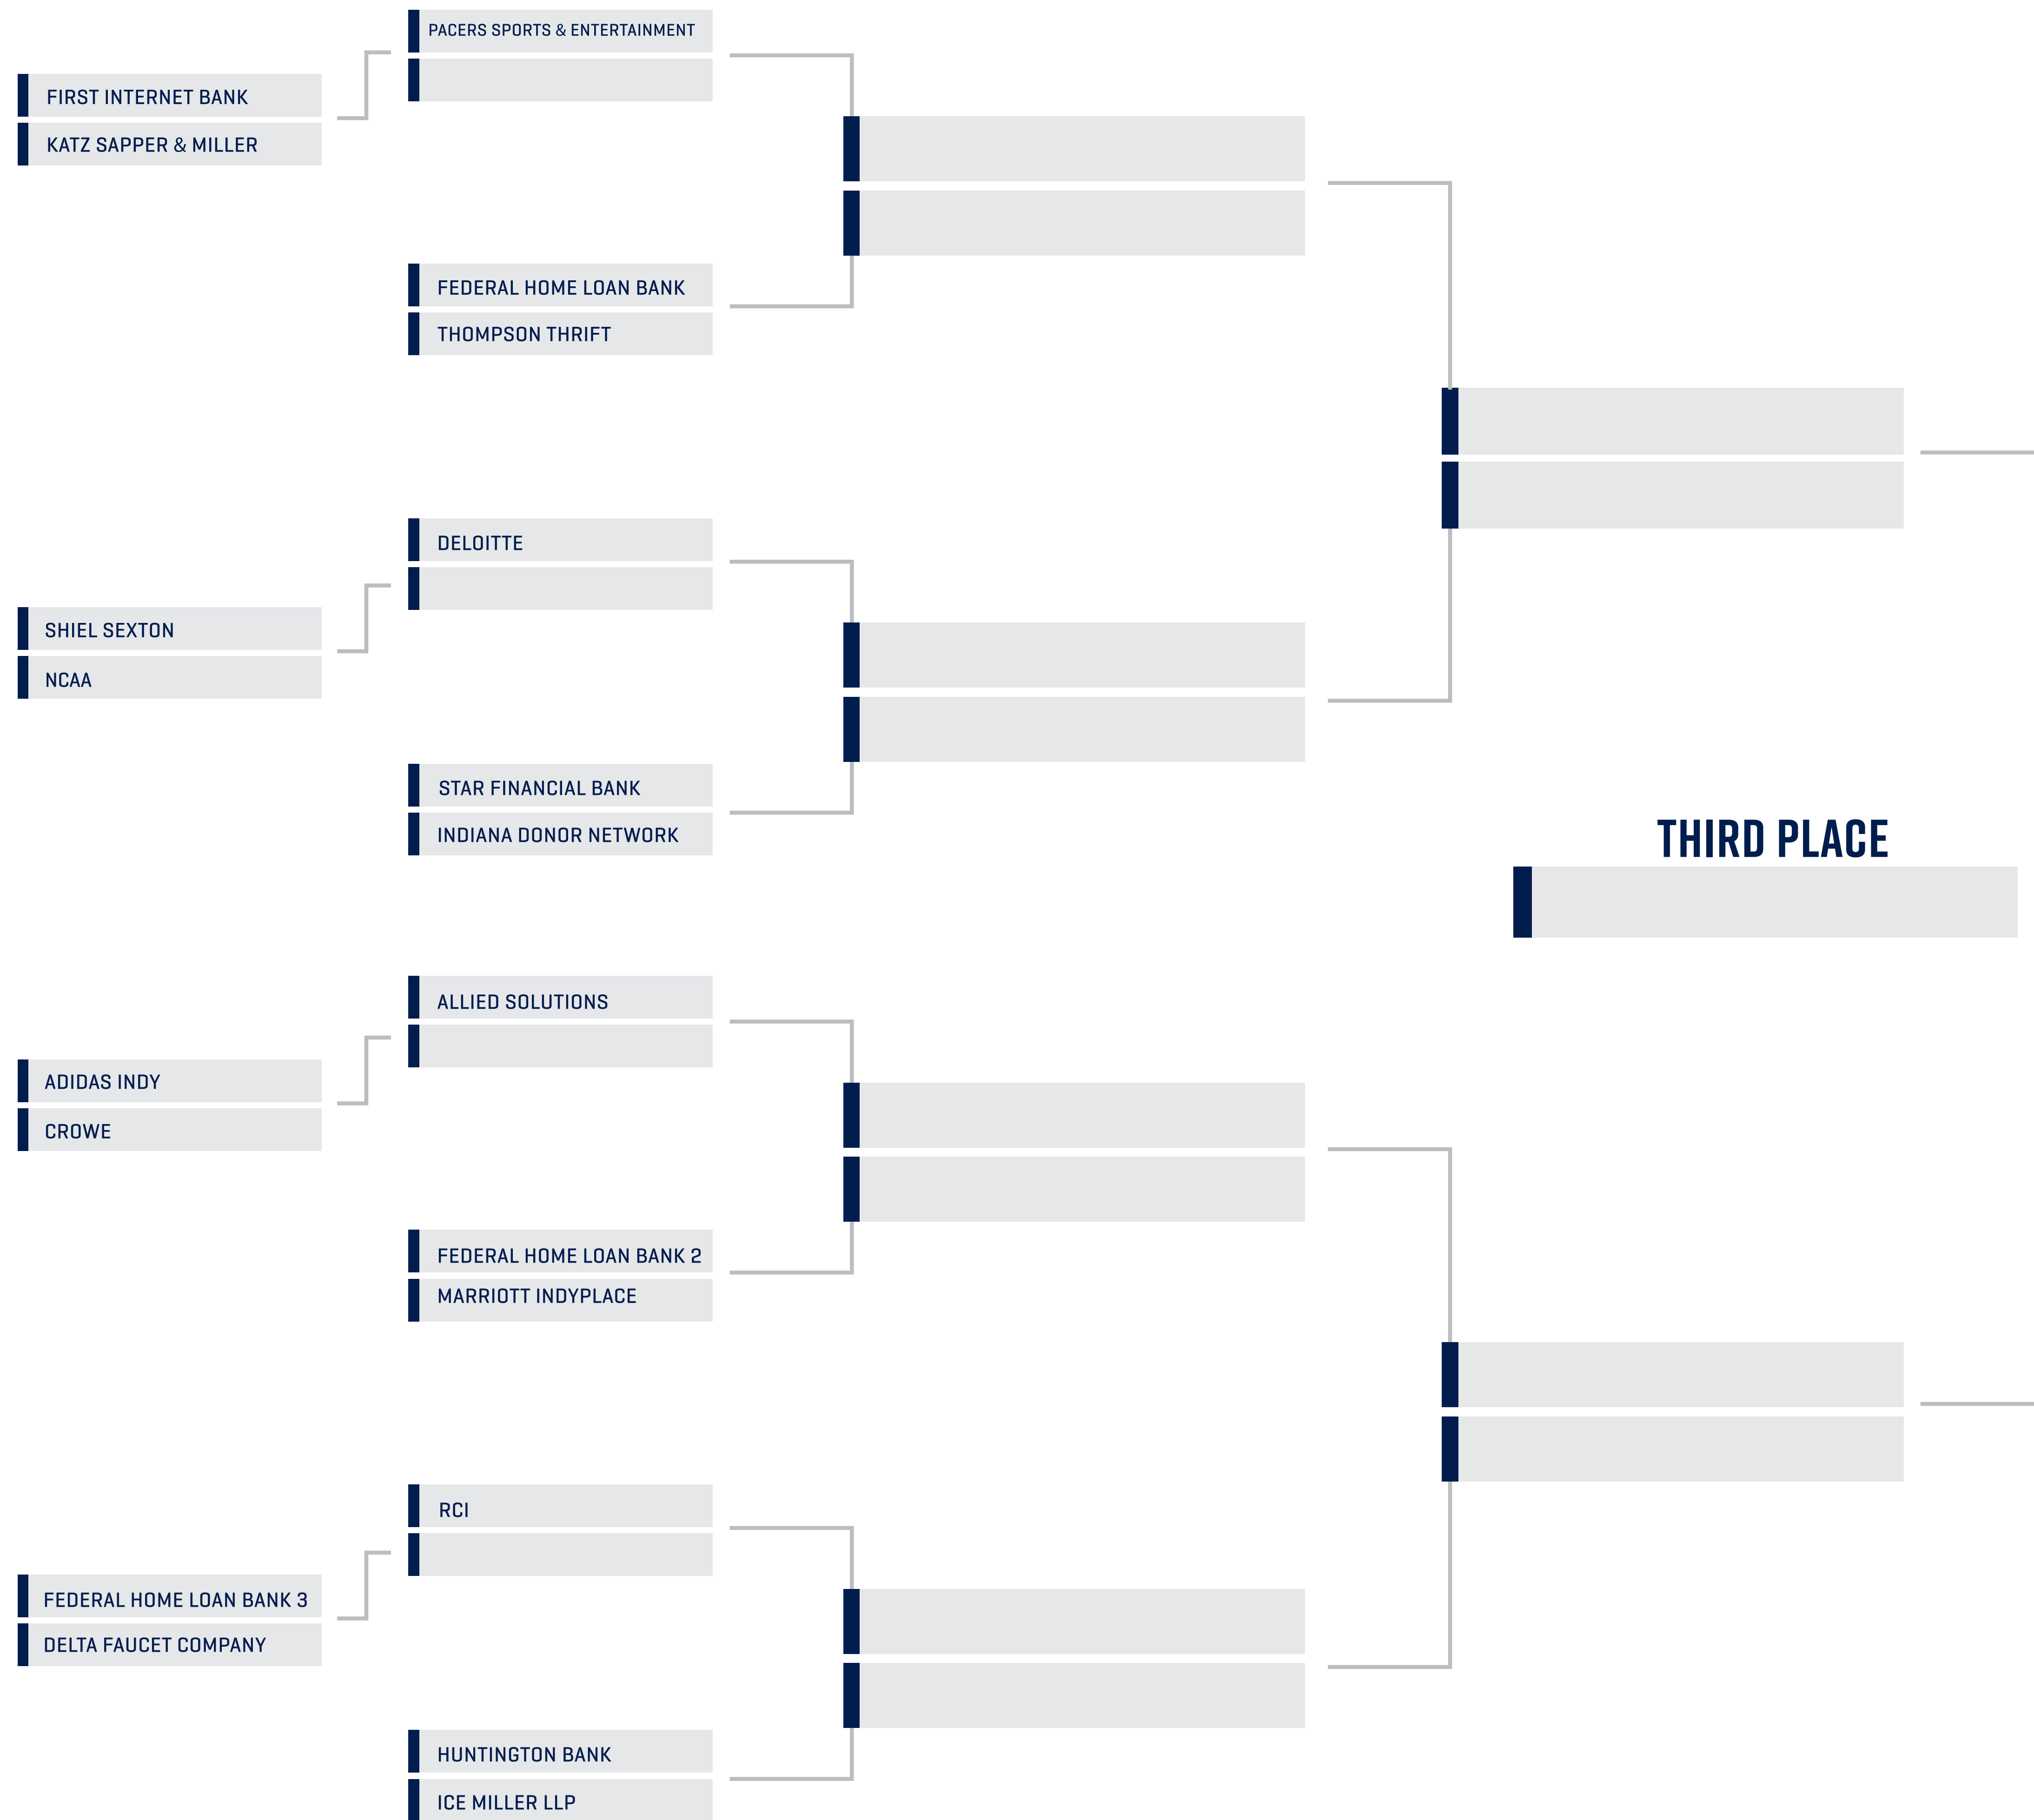 PACERS SPORTS & ENTERTAINMENT
FIRST INTERNET BANK
KATZ SAPPER & MILLER
FEDERAL HOME LOAN BANK
THOMPSON THRIFT
DELOITTE
SHIEL SEXTON
NCAA
STAR FINANCIAL BANK
INDIANA DONOR NETWORK
THIRD PLACE
ALLIED SOLUTIONS
ADIDAS INDY
CROWE
FEDERAL HOME LOAN BANK 2
MARRIOTT INDYPLACE
RCI
FEDERAL HOME LOAN BANK 3
DELTA FAUCET COMPANY
HUNTINGTON BANK
ICE MILLER LLP